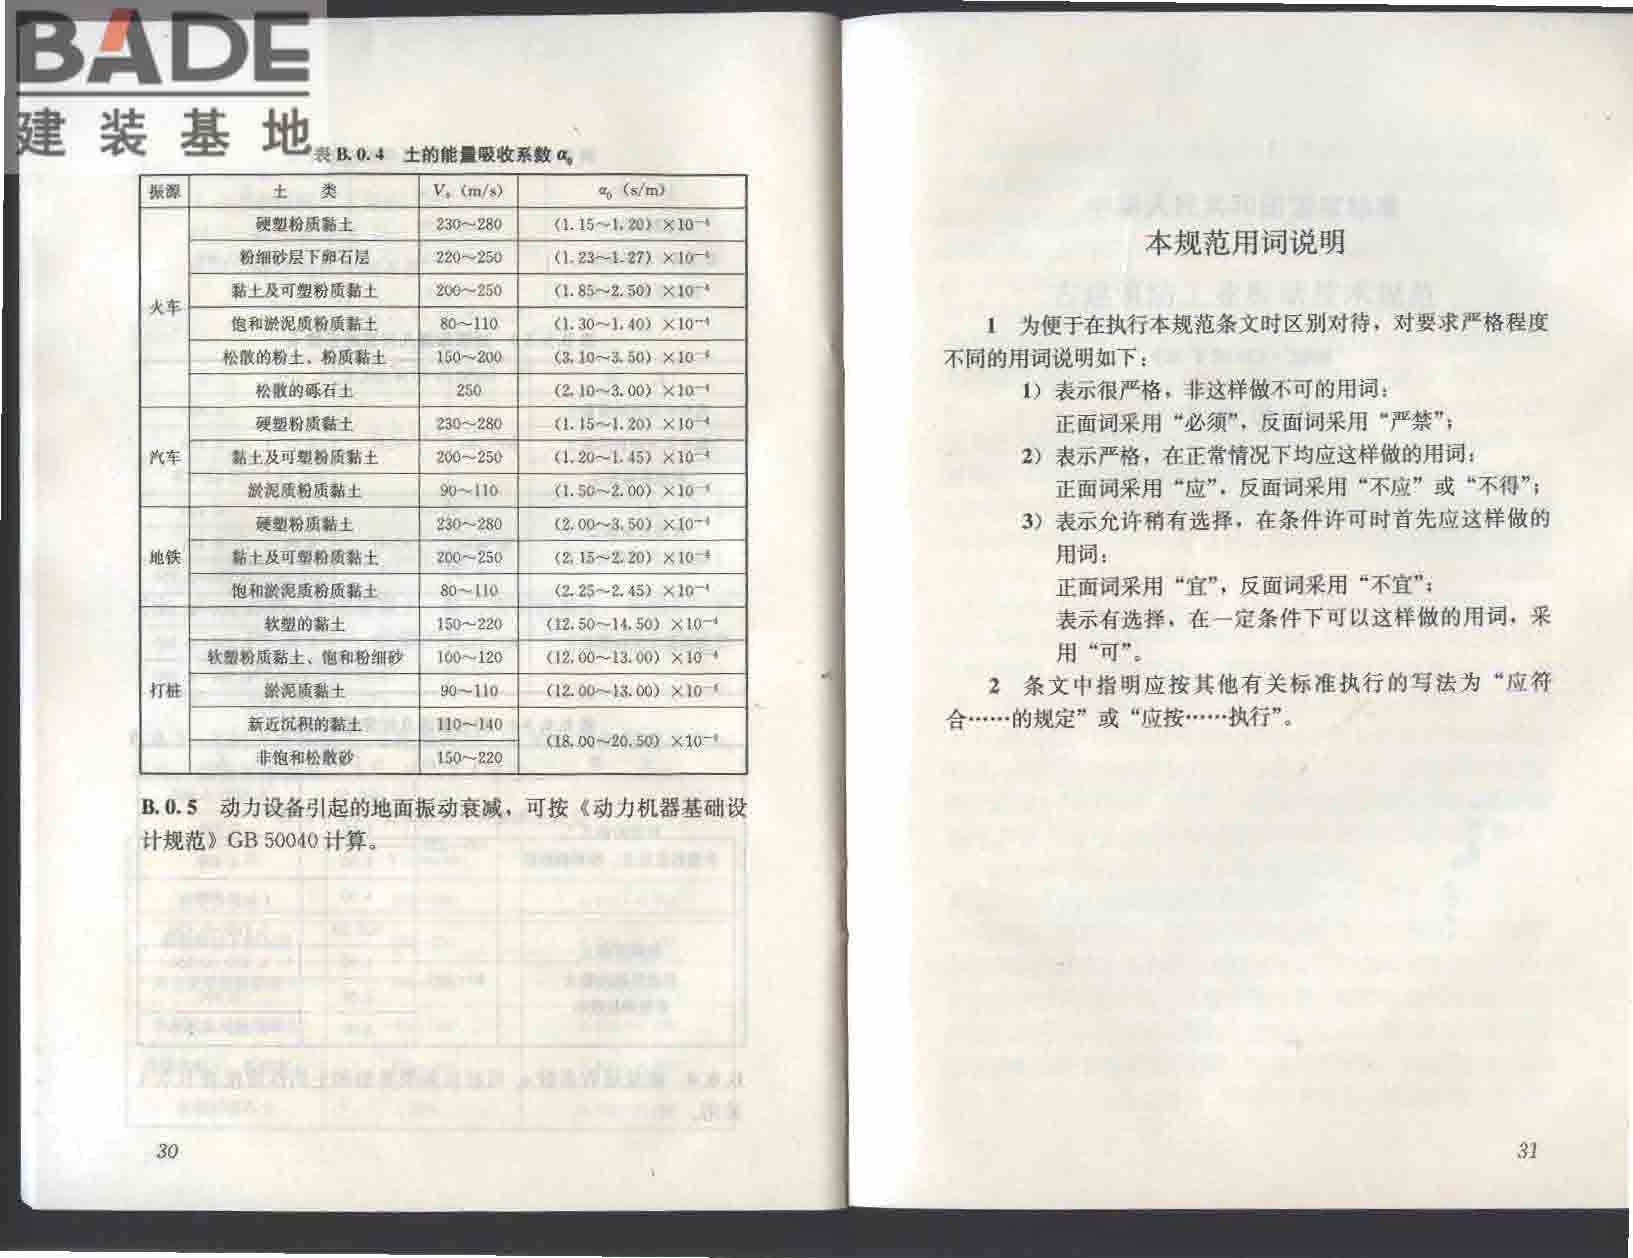 BADE
建装基地
表 B.0.4 土的能量吸收系数 α₀
振源 土 类 Vs (m/s) α₀ (s/m)
火车 硬塑粉质黏土 230～280 (1.15～1.20) ×10⁻⁴
粉细砂层下卵石层 220～250 (1.23～1.27) ×10⁻⁴
黏土及可塑粉质黏土 200～250 (1.85～2.50) ×10⁻⁴
饱和淤泥质粉质黏土 80～110 (1.30～1.40) ×10⁻⁴
松散的粉土、粉质黏土 150～200 (3.10～3.50) ×10⁻⁴
松散的砾石土 250 (2.10～3.00) ×10⁻⁴
汽车 硬塑粉质黏土 230～280 (1.15～1.20) ×10⁻⁴
黏土及可塑粉质黏土 200～250 (1.20～1.45) ×10⁻⁴
淤泥质粉质黏土 90～110 (1.50～2.00) ×10⁻⁴
地铁 硬塑粉质黏土 230～280 (2.00～3.50) ×10⁻⁴
黏土及可塑粉质黏土 200～250 (2.15～2.20) ×10⁻⁴
饱和淤泥质粉质黏土 80～110 (2.25～2.45) ×10⁻⁴
打桩 软塑的黏土 150～220 (12.50～14.50) ×10⁻⁴
软塑粉质黏土、饱和粉细砂 100～120 (12.00～13.00) ×10⁻⁴
淤泥质黏土 90～110 (12.00～13.00) ×10⁻⁴
新近沉积的黏土 110～140 (18.00～20.50) ×10⁻⁴
非饱和松散砂 150～220
B.0.5 动力设备引起的地面振动衰减，可按《动力机器基础设
计规范》GB 50040 计算。
30
本规范用词说明
1 为便于在执行本规范条文时区别对待，对要求严格程度
不同的用词说明如下：
1）表示很严格，非这样做不可的用词：
正面词采用“必须”，反面词采用“严禁”；
2）表示严格，在正常情况下均应这样做的用词：
正面词采用“应”，反面词采用“不应”或“不得”；
3）表示允许稍有选择，在条件许可时首先应这样做的
用词：
正面词采用“宜”，反面词采用“不宜”；
表示有选择，在一定条件下可以这样做的用词，采
用“可”。
2 条文中指明应按其他有关标准执行的写法为“应符
合……的规定”或“应按……执行”。
31